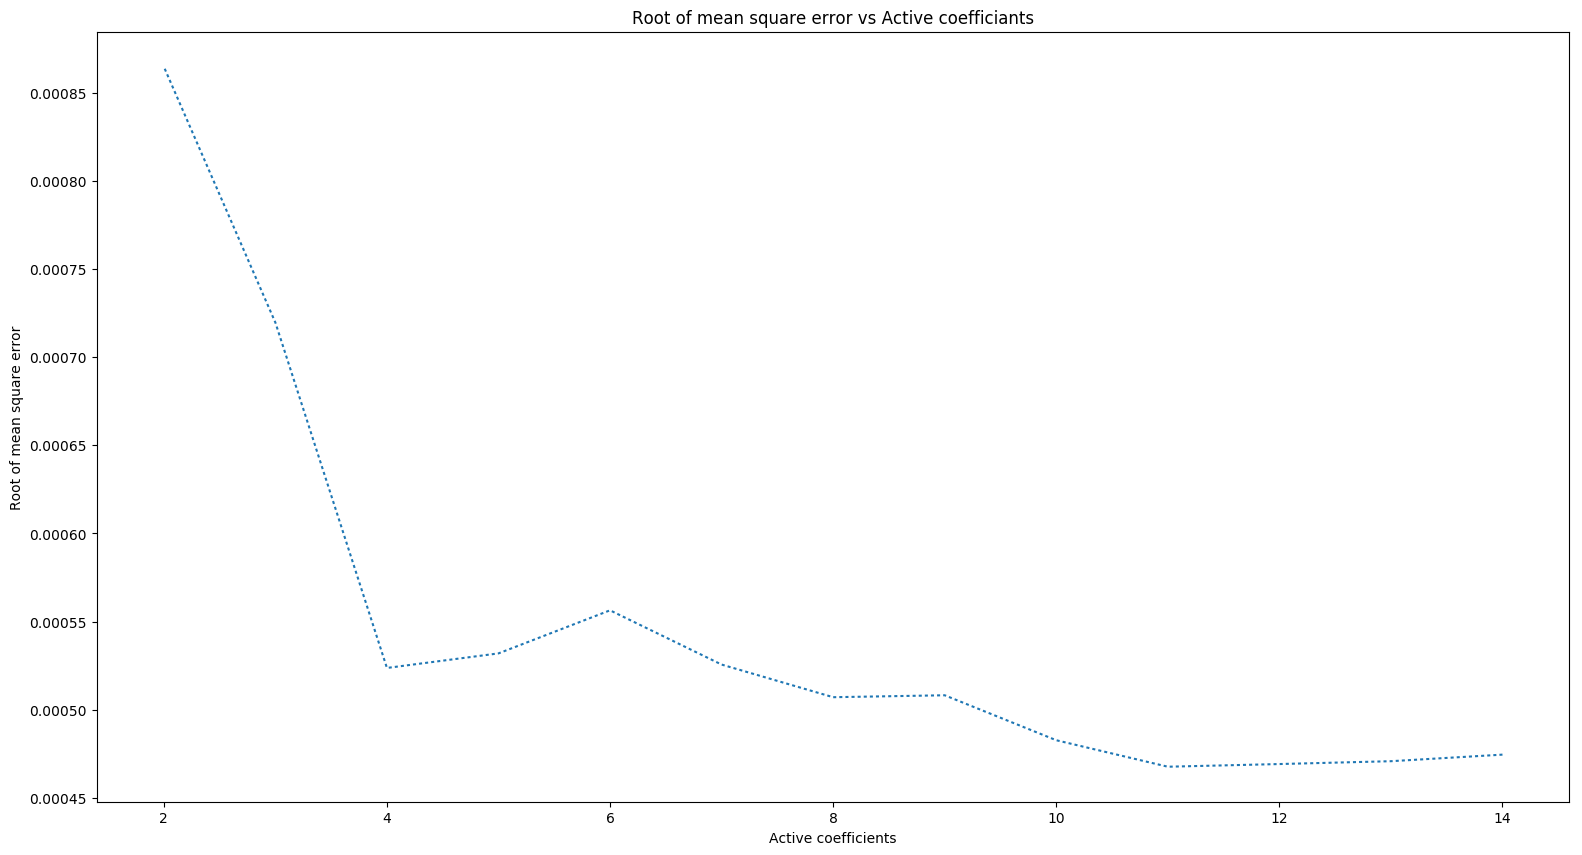 Root of mean square error vs Active coefficiants
0.00085
0.00080
0.00075
0.00070
0.00065
0.00060
0.00055
0.00050
0.00045
Root of mean square error
2 4 6 8 10 12 14
Active coefficients